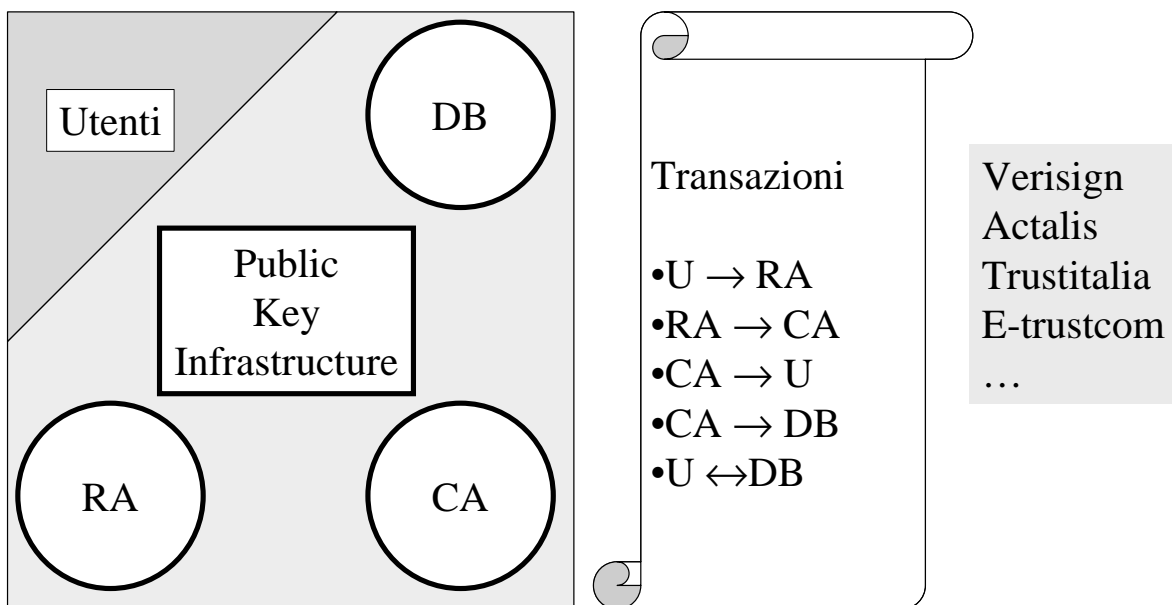 Utenti
DB
Public
Key
Infrastructure
RA
CA
Transazioni
•U → RA
•RA → CA
•CA → U
•CA → DB
•U ↔DB
Verisign
Actalis
Trustitalia
E-trustcom
…